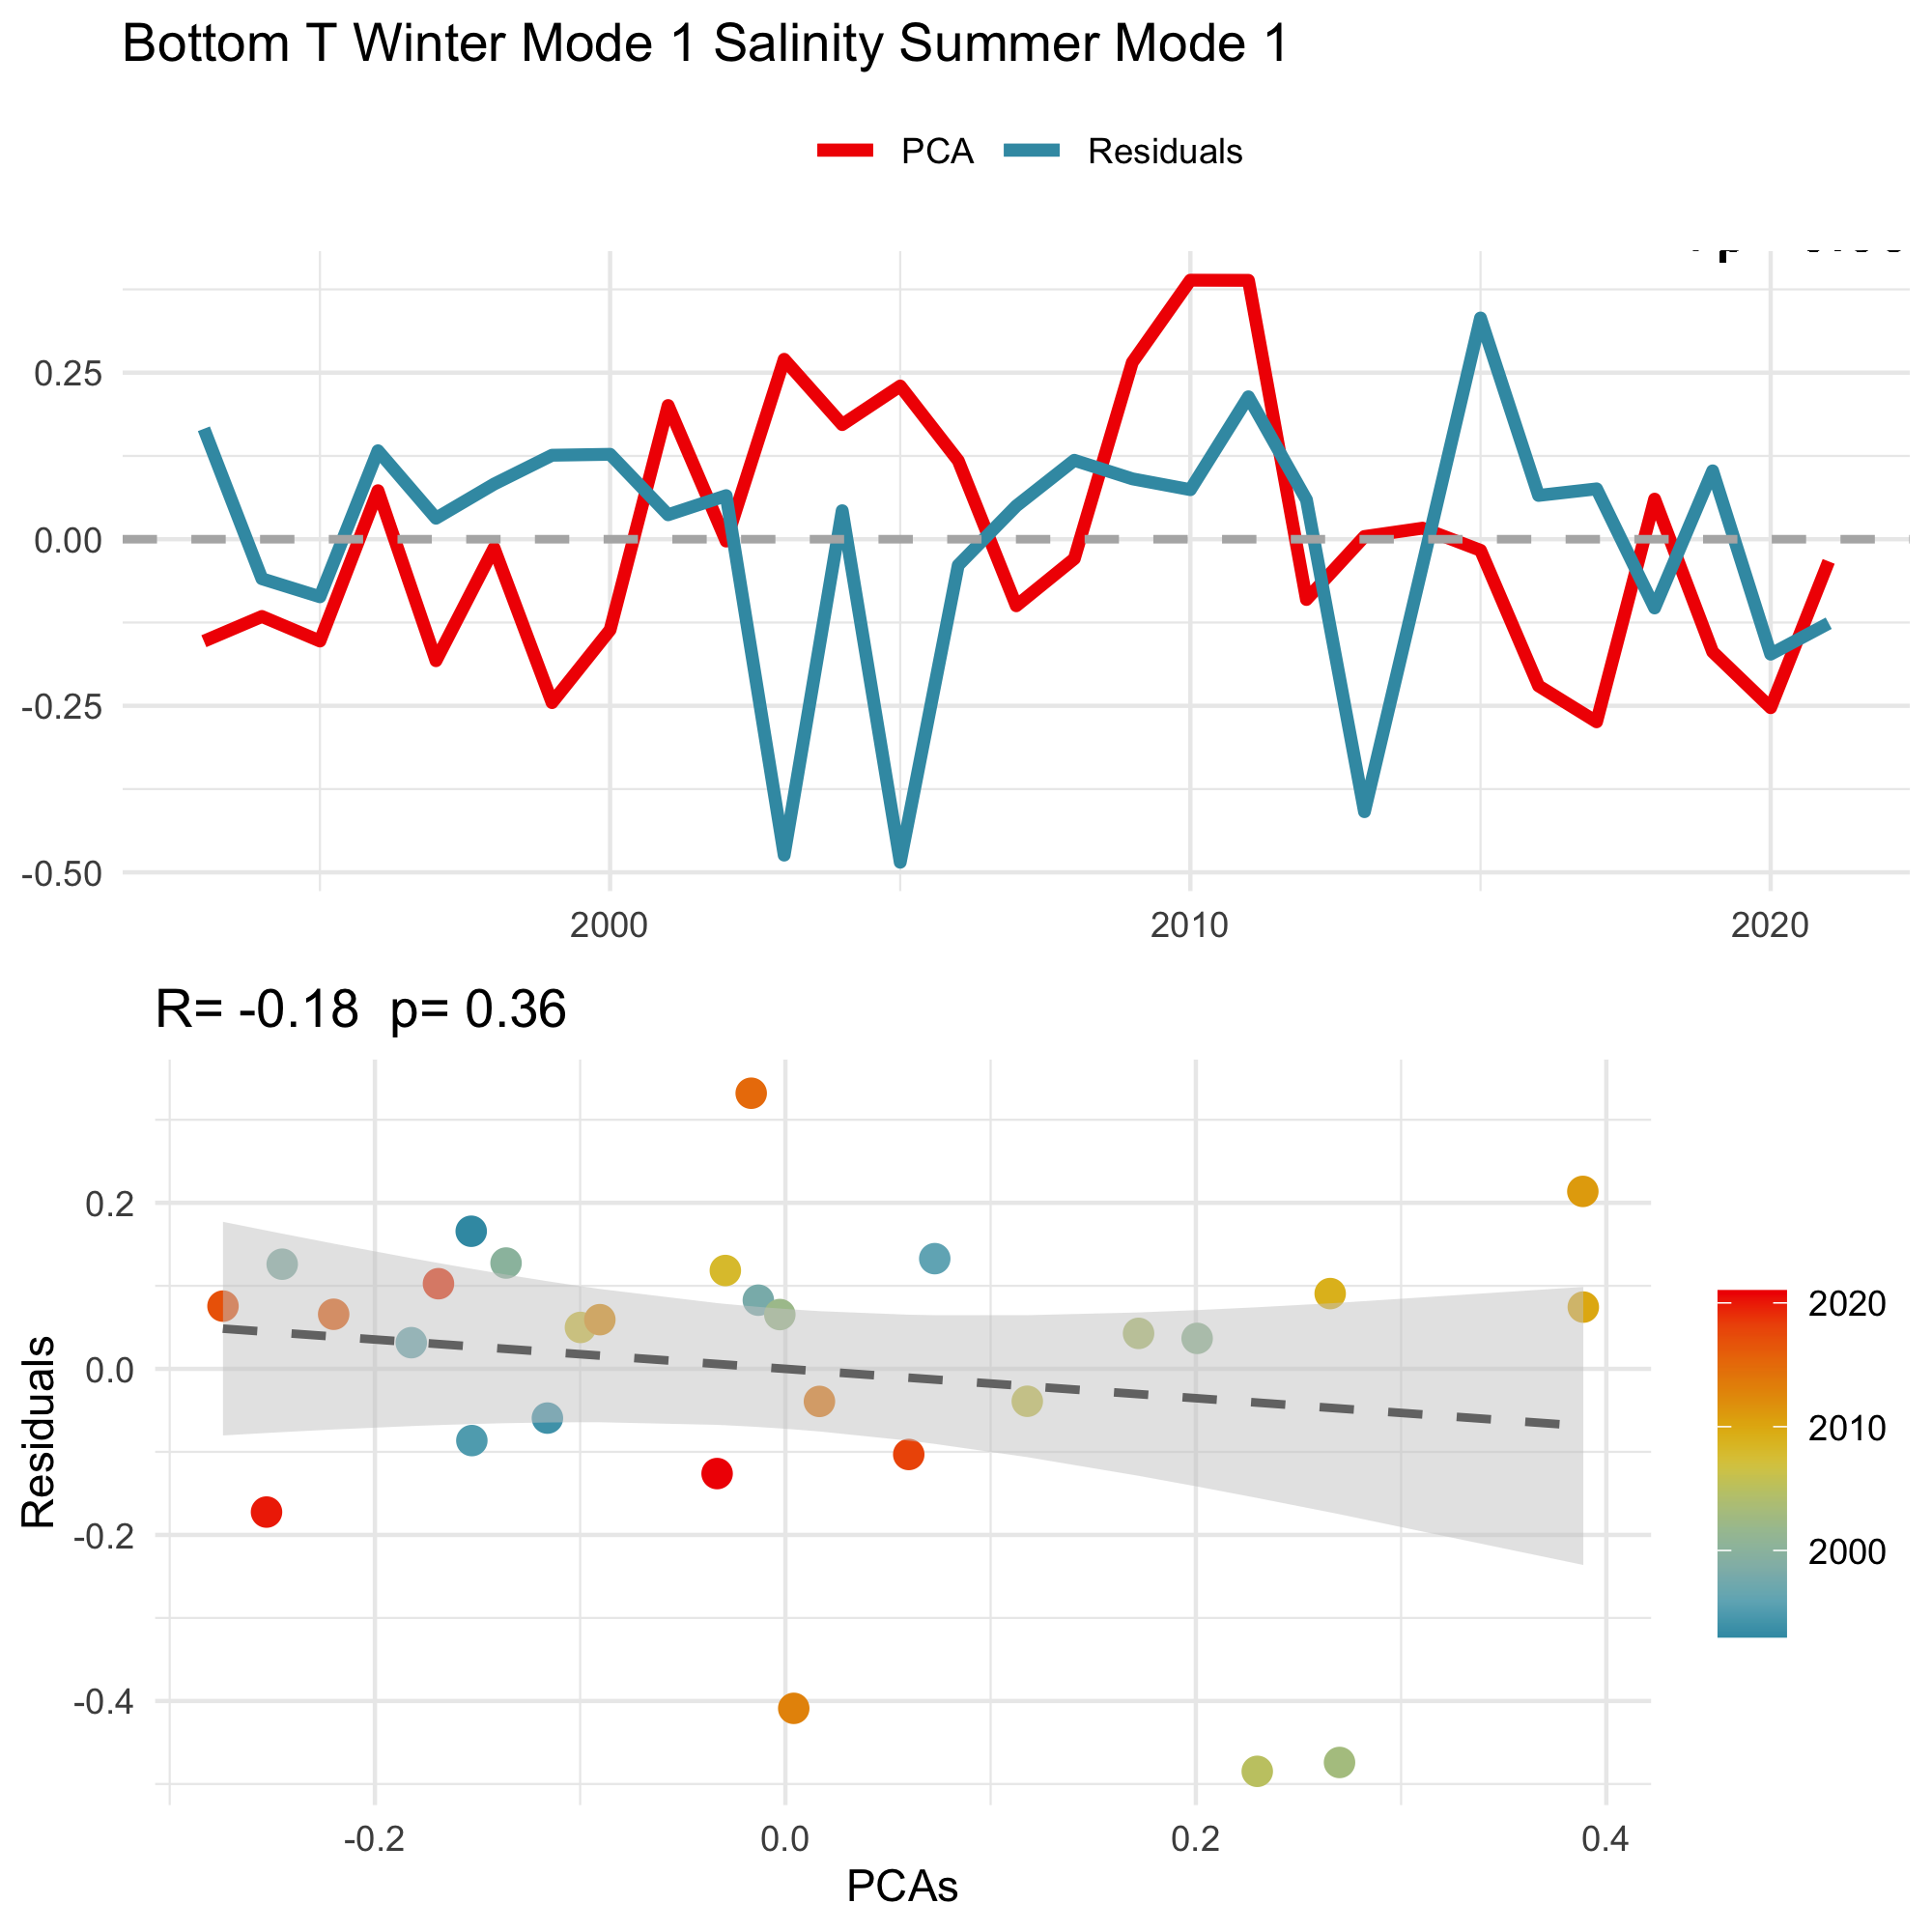 Bottom T Winter Mode 1 Salinity Summer Mode 1
PCA Residuals
0.25
0.00
-0.25
-0.50
2000 2010 2020
R= -0.18 p= 0.36
Residuals
0.2
0.0
-0.2
-0.4
-0.2 0.0 0.2 0.4
PCAs
2020
2010
2000